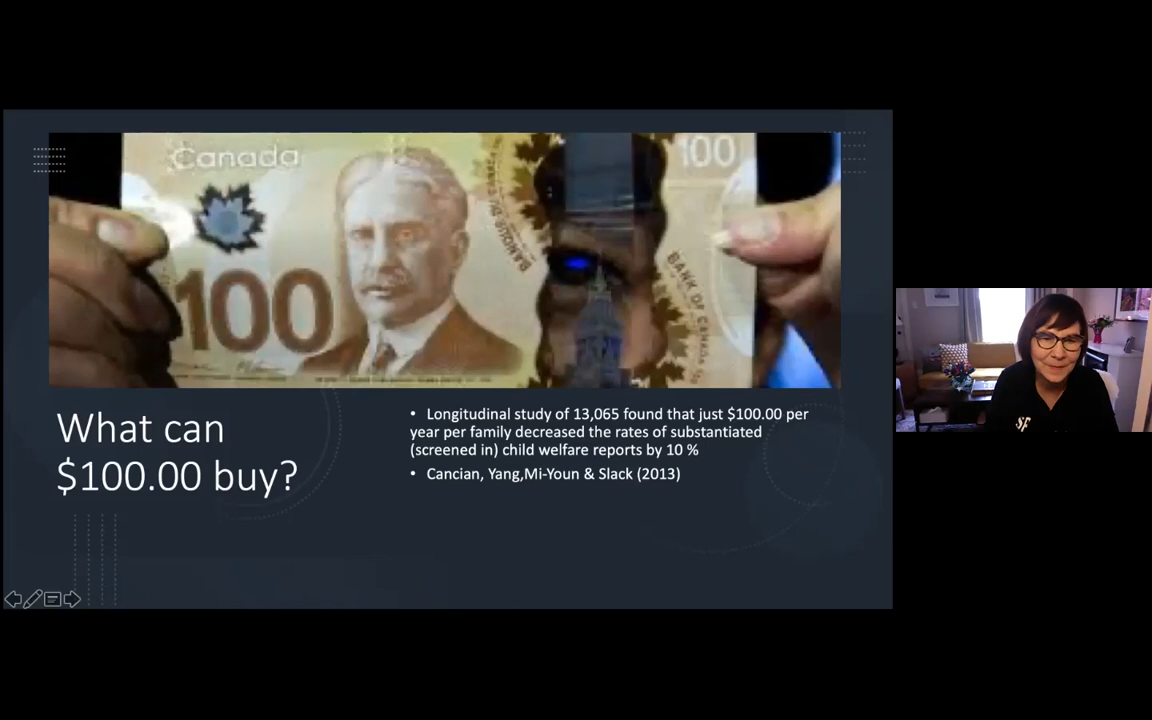 Canada
100
100
BANQUE DU CANADA
BANK OF CANADA
What can
$100.00 buy?
• Longitudinal study of 13,065 found that just $100.00 per
year per family decreased the rates of substantiated
(screened in) child welfare reports by 10 %
• Cancian, Yang,Mi-Youn & Slack (2013)